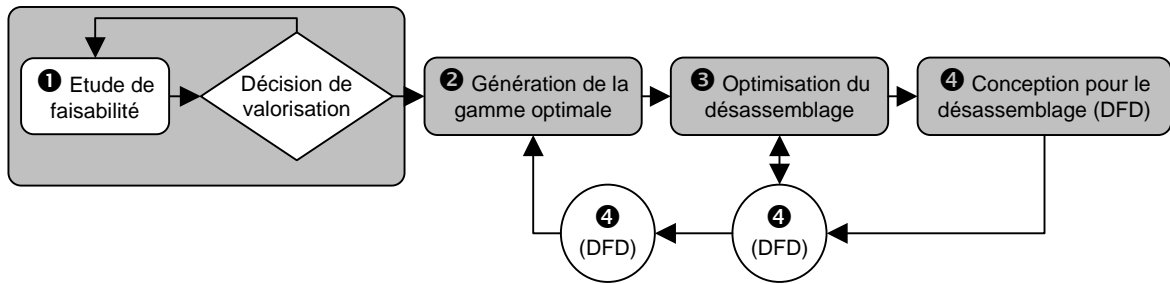 ❶ Etude de
faisabilité
Décision de
valorisation
❷ Génération de la
gamme optimale
❸ Optimisation du
désassemblage
❹ Conception pour le
désassemblage (DFD)
❹
(DFD)
❹
(DFD)